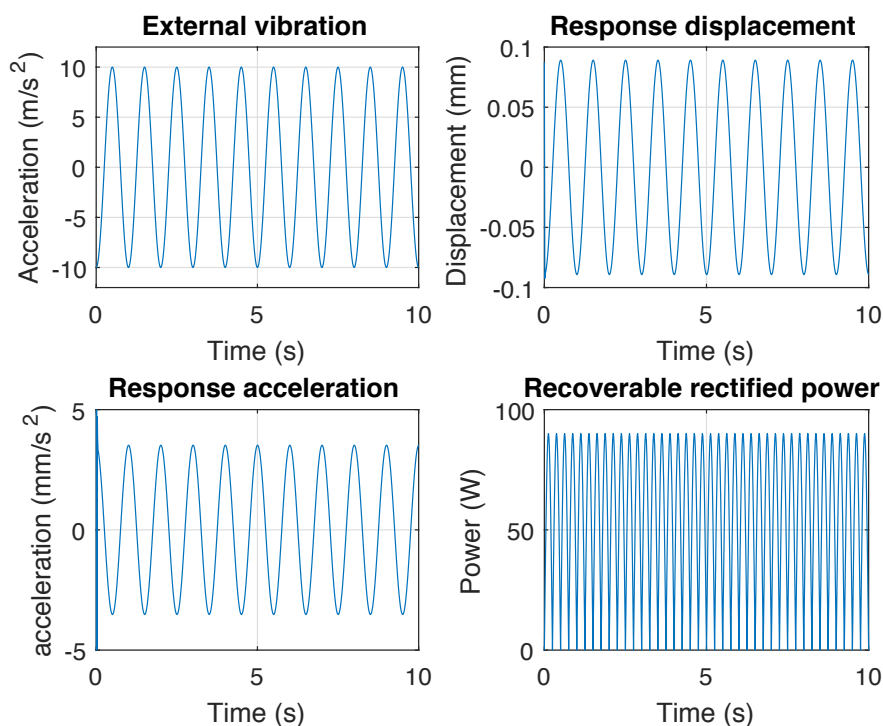 External vibration
Acceleration (m/s²)
10
5
0
-5
-10
0
5
10
Time (s)
Response displacement
Displacement (mm)
0.1
0.05
0
-0.05
-0.1
0
5
10
Time (s)
Response acceleration
acceleration (mm/s²)
5
0
-5
0
5
10
Time (s)
Recoverable rectified power
Power (W)
100
50
0
0
5
10
Time (s)